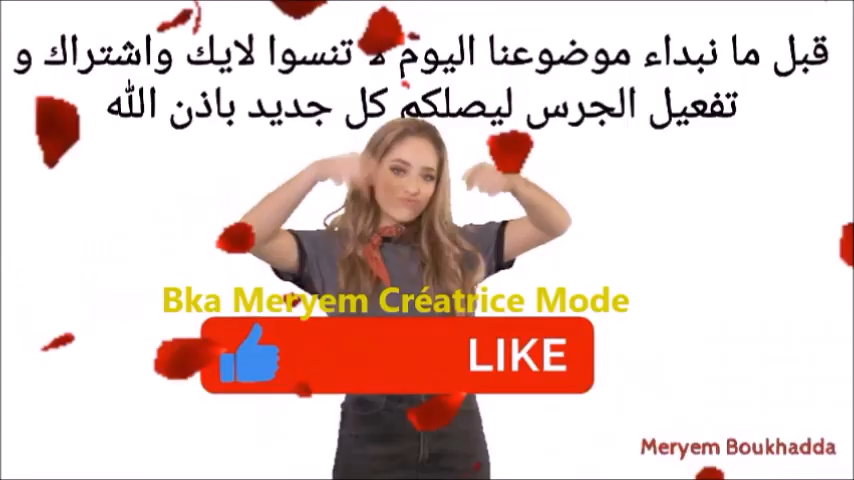 قبل ما نبداء موضوعنا اليوم لا تنسوا لايك واشتراك و
تفعيل الجرس ليصلكم كل جديد باذن الله
Bka Meryem Créatrice Mode
LIKE
Meryem Boukhadda